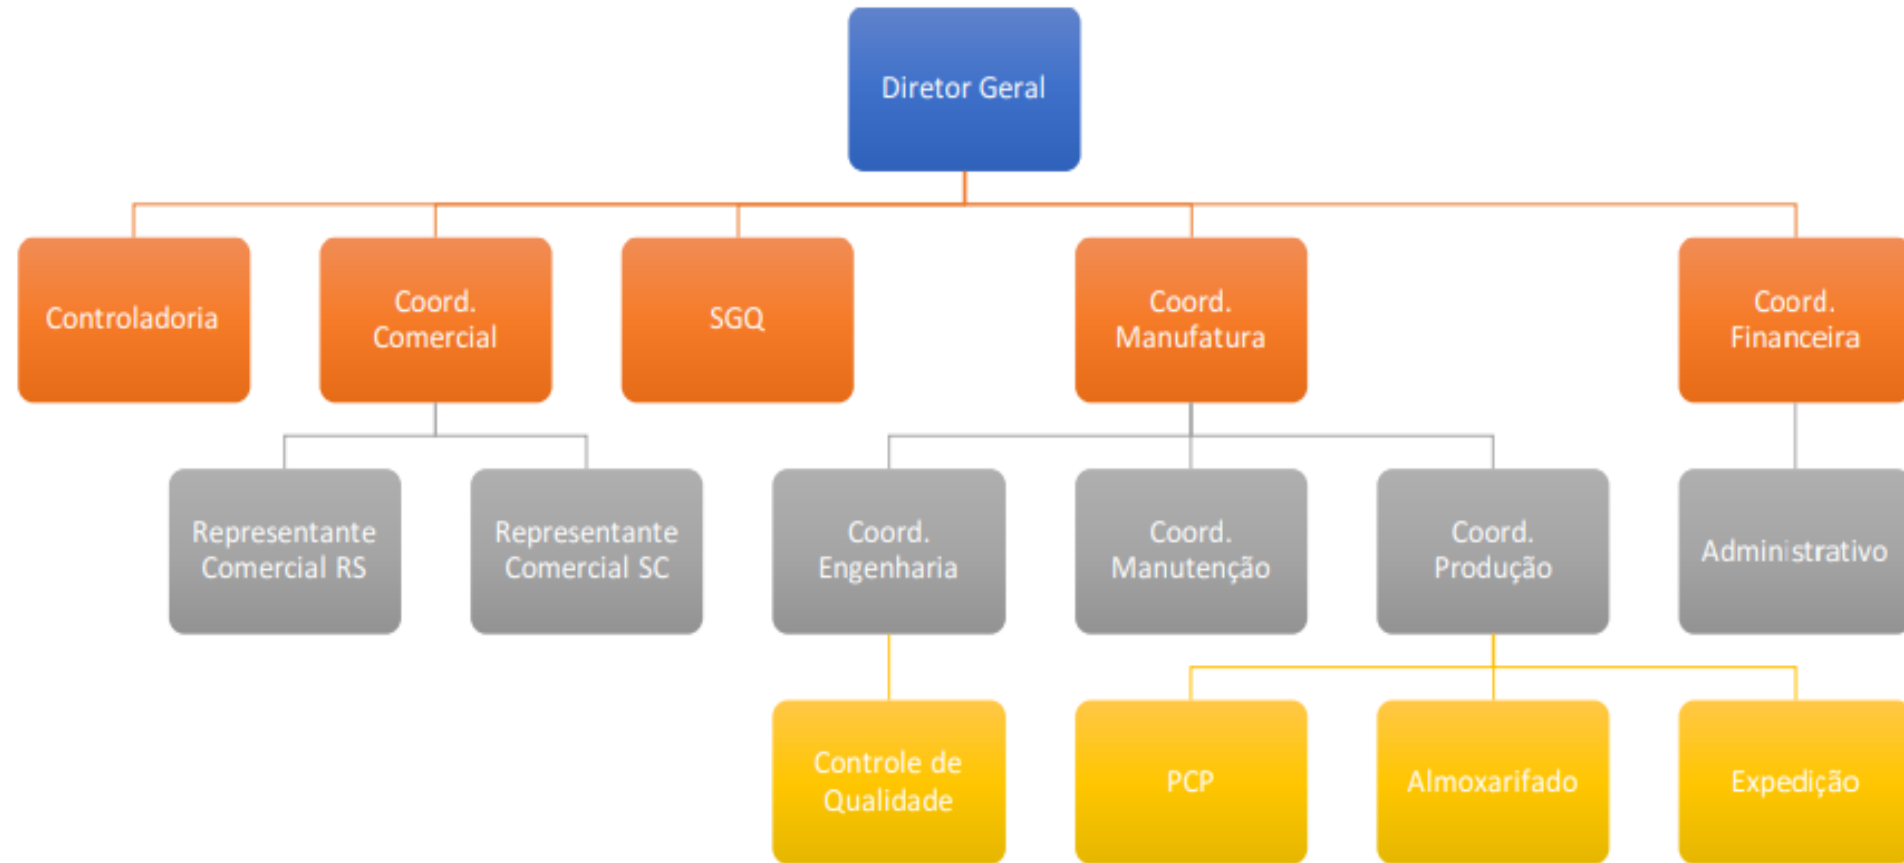 Diretor Geral
Controladoria
Coord.
Comercial
SGQ
Coord.
Manufatura
Coord.
Financeira
Representante
Comercial RS
Representante
Comercial SC
Coord.
Engenharia
Coord.
Manutenção
Coord.
Produção
Administrativo
Controle de
Qualidade
PCP
Almoxarifado
Expedição